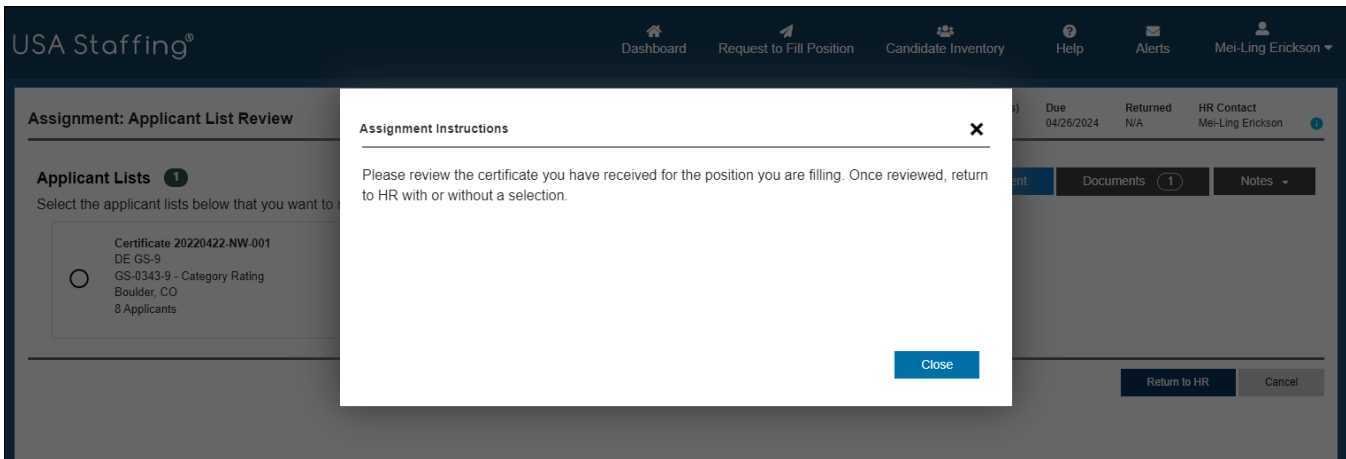 USA Staffing®
Dashboard
Request to Fill Position
Candidate Inventory
Help
Alerts
Mei-Ling Erickson
Assignment: Applicant List Review
Due
04/26/2024
Returned
N/A
HR Contact
Mei-Ling Erickson
Assignment Instructions
Please review the certificate you have received for the position you are filling. Once reviewed, return
to HR with or without a selection.
Close
Applicant Lists 1
Select the applicant lists below that you want to
Documents 1
Notes
Certificate 20220422-NW-001
DE GS-9
GS-0343-9 - Category Rating
Boulder, CO
8 Applicants
Return to HR
Cancel